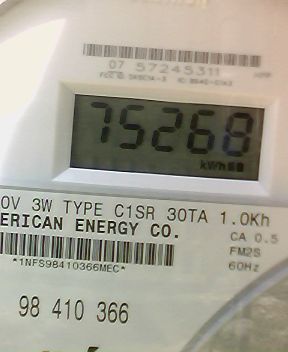 07 57245311
75268
kWh
0V 3W TYPE C1SR 30TA 1.0Kh
ERICAN ENERGY CO.
CA 0.5
FM2S
*1NFS98410366MEC*
60Hz
98 410 366